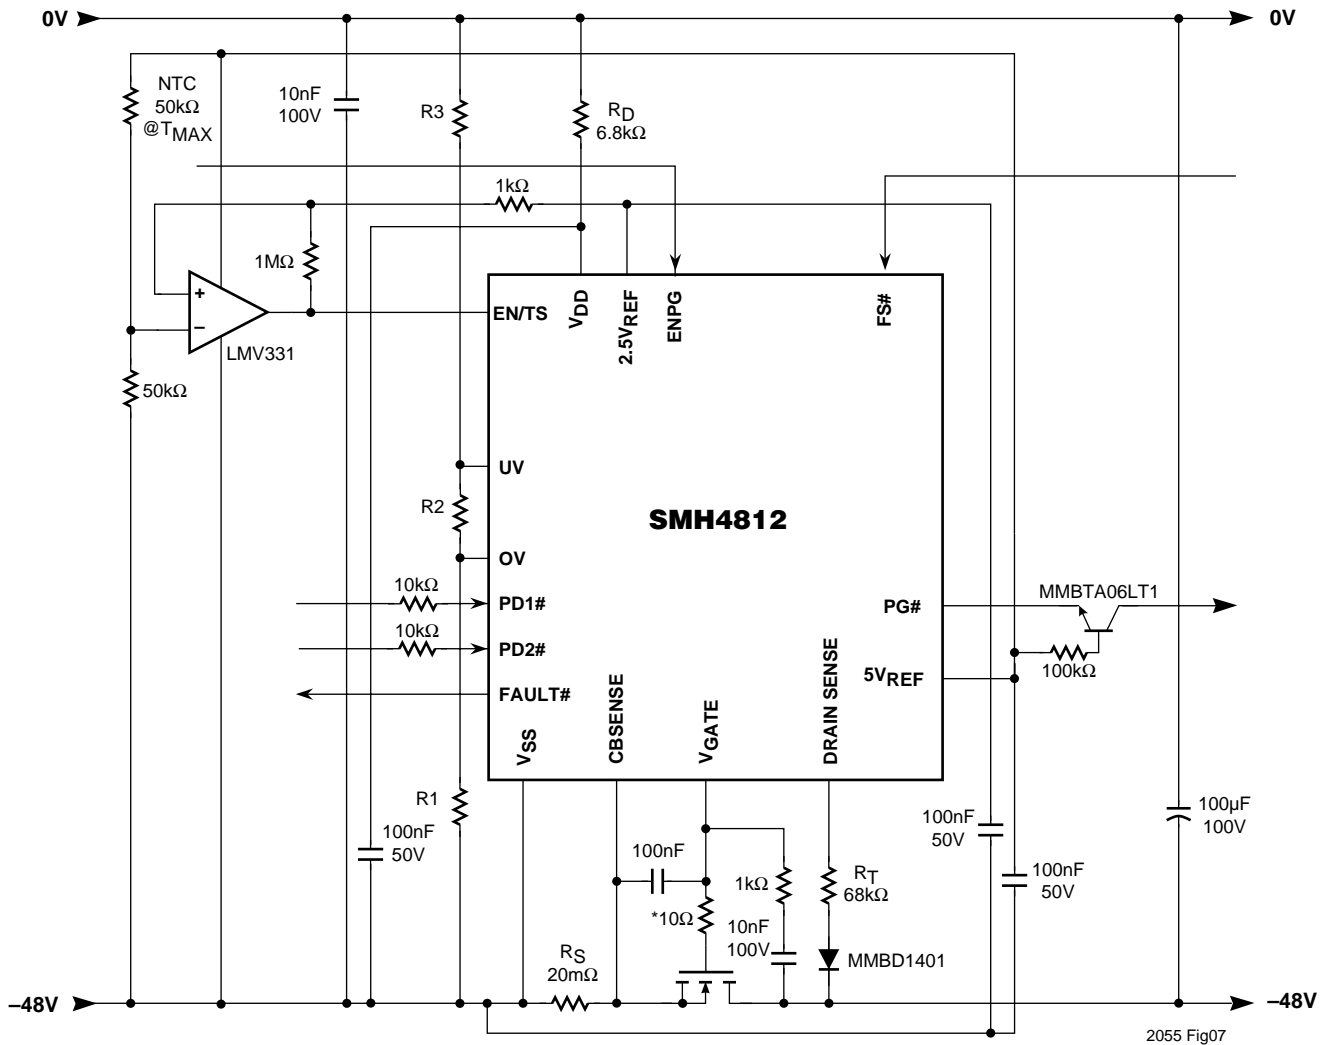 0V
0V
NTC
50kΩ
@TMAX
10nF
100V
R3
RD
6.8kΩ
1kΩ
1MΩ
+
–
LMV331
50kΩ
EN/TS
VDD
2.5VREF
ENPG
FS#
UV
R2
OV
SMH4812
10kΩ
PD1#
10kΩ
PD2#
FAULT#
PG#
MMBTA06LT1
100kΩ
5VREF
VSS
CBSENSE
VGATE
DRAIN SENSE
R1
100nF
50V
100nF
*10Ω
1kΩ
10nF
100V
RT
68kΩ
MMBD1401
100nF
50V
100nF
50V
100µF
100V
RS
20mΩ
–48V
–48V
2055 Fig07